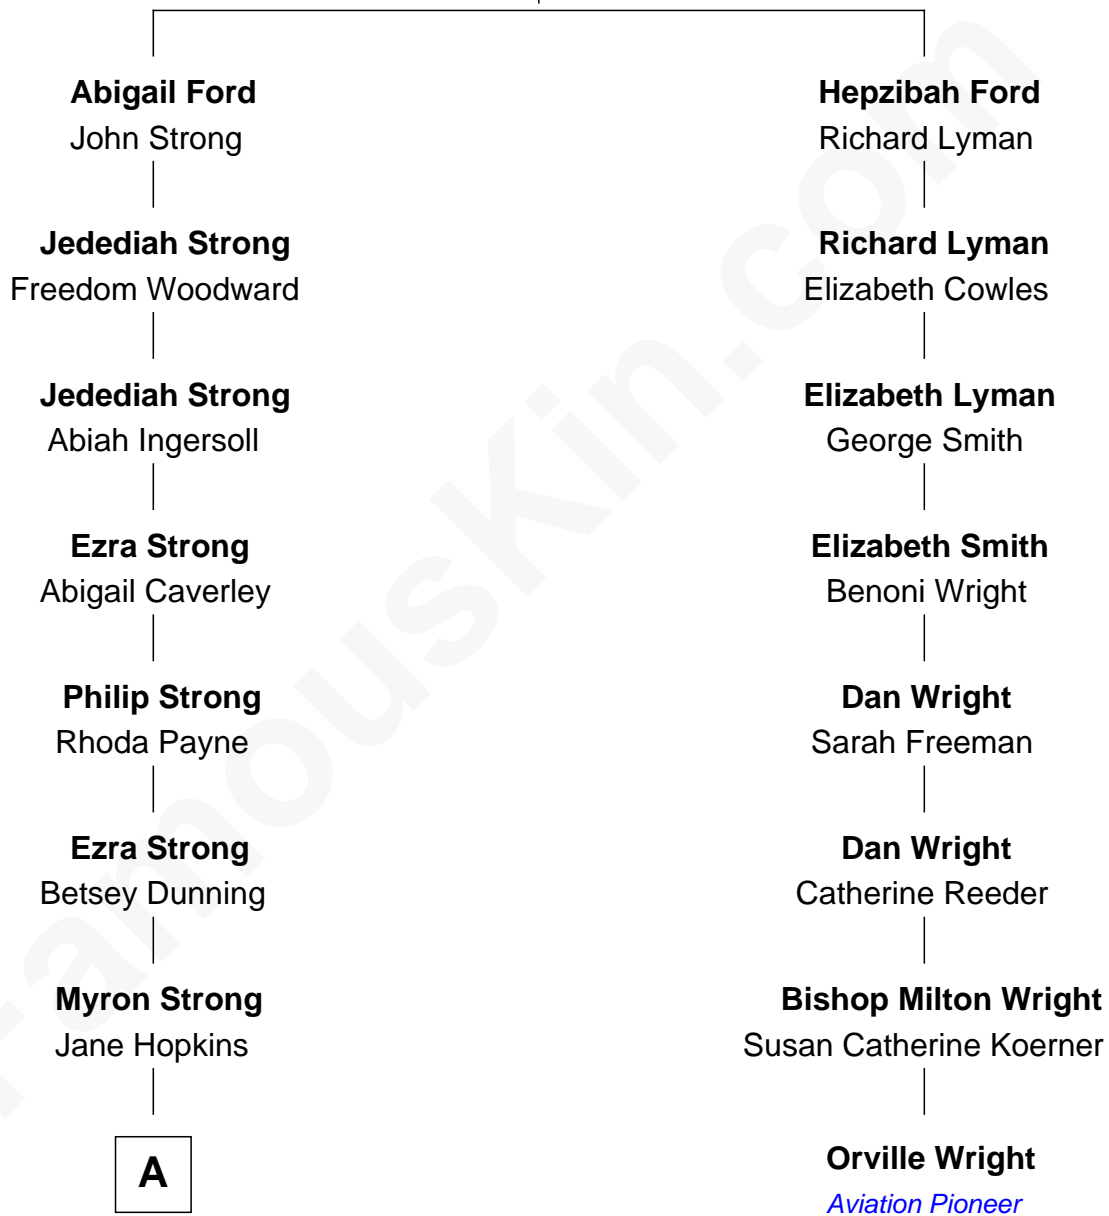 Abigail Ford
John Strong
Hepzibah Ford
Richard Lyman
Jedediah Strong
Freedom Woodward
Richard Lyman
Elizabeth Cowles
Jedediah Strong
Abiah Ingersoll
Elizabeth Lyman
George Smith
Ezra Strong
Abigail Caverley
Elizabeth Smith
Benoni Wright
Philip Strong
Rhoda Payne
Dan Wright
Sarah Freeman
Ezra Strong
Betsey Dunning
Dan Wright
Catherine Reeder
Myron Strong
Jane Hopkins
Bishop Milton Wright
Susan Catherine Koerner
A
Orville Wright
Aviation Pioneer
FamousKin.com